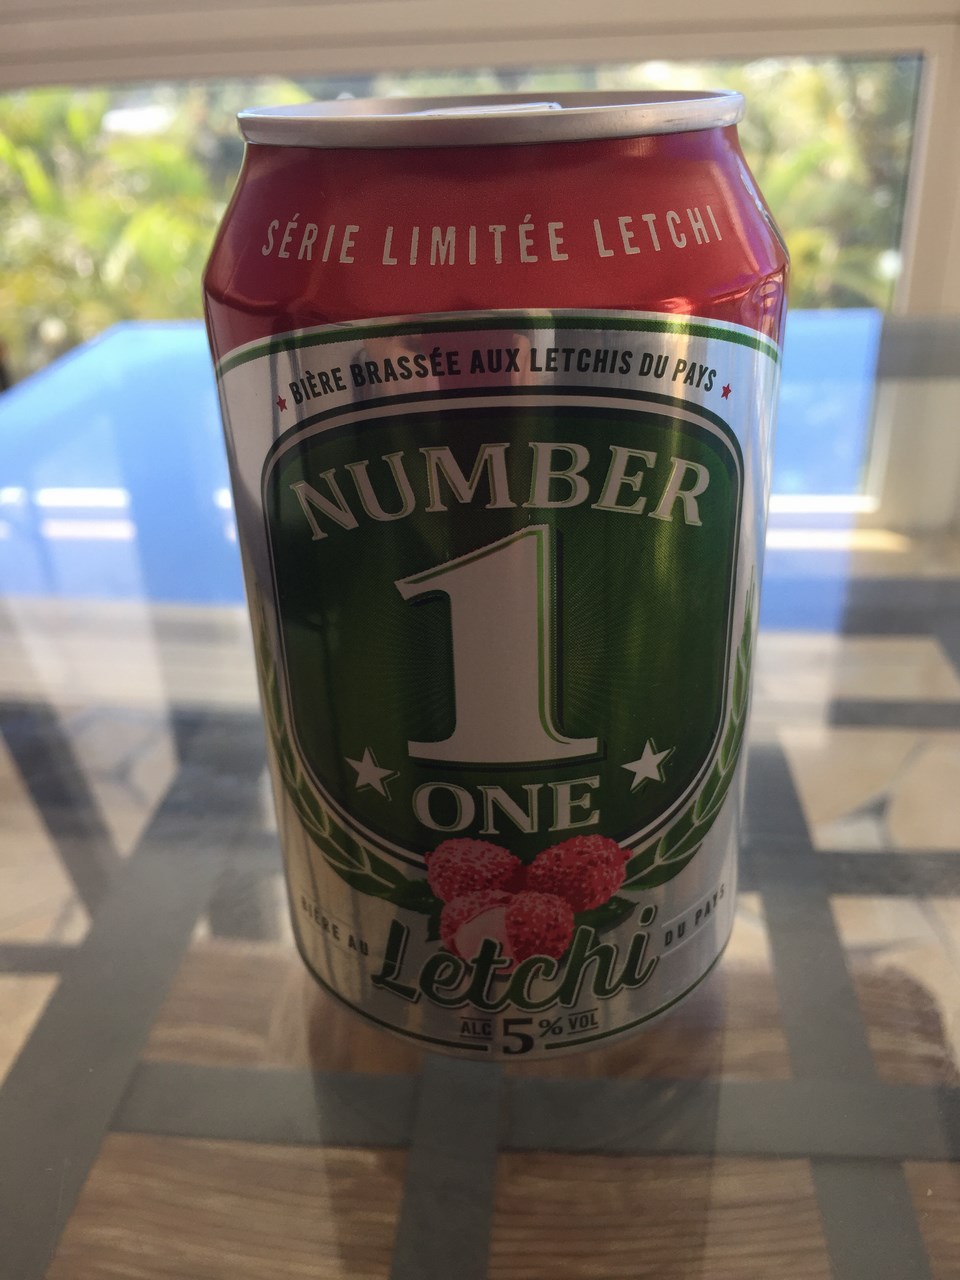 SÉRIE LIMITÉE LETCHI
BIÈRE BRASSÉE AUX LETCHIS DU PAYS
NUMBER
1
ONE
BIÈRE AU
Letchi
DU PAYS
ALC 5% VOL